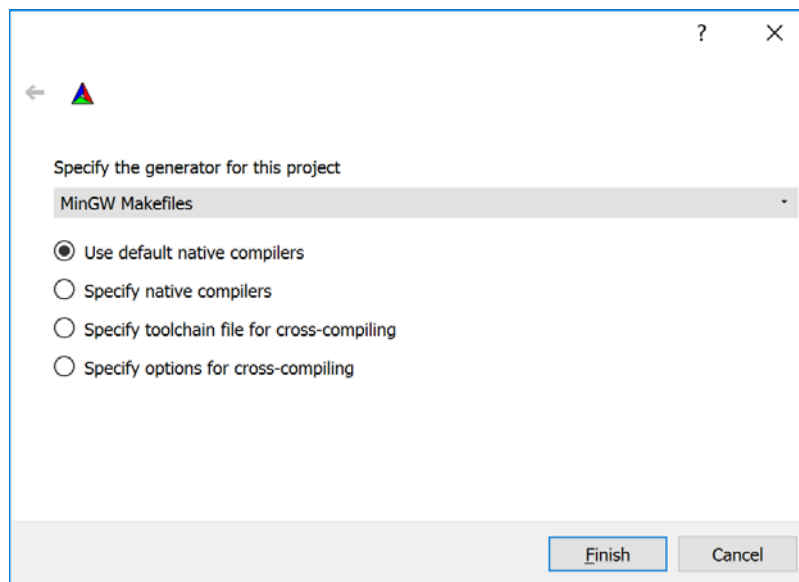 ?
Specify the generator for this project
MinGW Makefiles
Use default native compilers
Specify native compilers
Specify toolchain file for cross-compiling
Specify options for cross-compiling
Finish Cancel